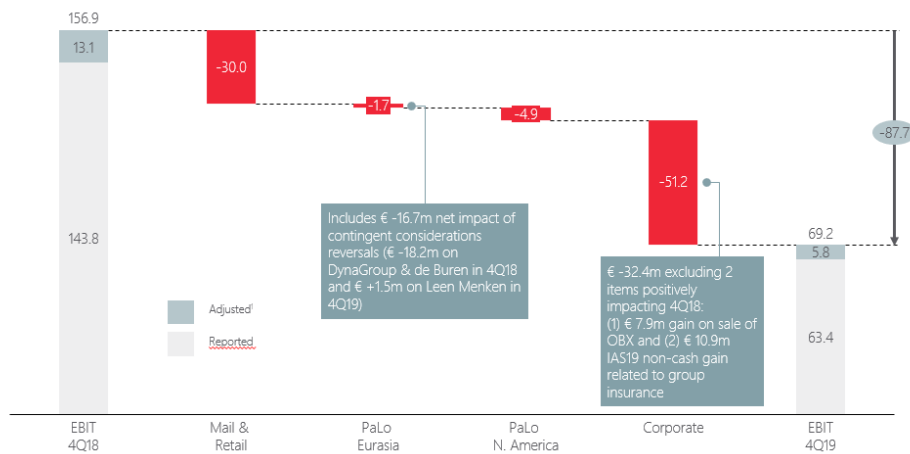 156.9
13.1
143.8
-30.0
-1.7
-4.9
-51.2
-87.7
69.2
5.8
63.4
Includes € -16.7m net impact of
contingent considerations
reversals (€ -18.2m on
DynaGroup & de Buren in 4Q18
and € +1.5m on Leen Menken in
4Q19)
€ -32.4m excluding 2
items positively
impacting 4Q18:
(1) € 7.9m gain on sale of
OBX and (2) € 10.9m
IAS19 non-cash gain
related to group
insurance
Adjusted¹
Reported
EBIT
4Q18
Mail &
Retail
PaLo
Eurasia
PaLo
N. America
Corporate
EBIT
4Q19